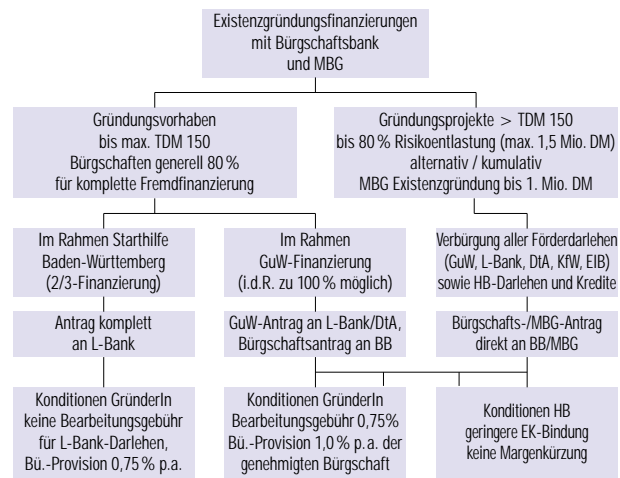 Existenzgründungsfinanzierungen
mit Bürgschaftsbank
und MBG
Gründungsvorhaben
bis max. TDM 150
Bürgschaften generell 80 %
für komplette Fremdfinanzierung
Gründungsprojekte > TDM 150
bis 80 % Risikoentlastung (max. 1,5 Mio. DM)
alternativ / kumulativ
MBG Existenzgründung bis 1. Mio. DM
Im Rahmen Starthilfe
Baden-Württemberg
(2/3-Finanzierung)
Im Rahmen
GuW-Finanzierung
(i.d.R. zu 100 % möglich)
Verbürgung aller Förderdarlehen
(GuW, L-Bank, DtA, KfW, EIB)
sowie HB-Darlehen und Kredite
Antrag komplett
an L-Bank
GuW-Antrag an L-Bank/DtA,
Bürgschaftsantrag an BB
Bürgschafts-/MBG-Antrag
direkt an BB/MBG
Konditionen GründerIn
keine Bearbeitungsgebühr
für L-Bank-Darlehen,
Bü.-Provision 0,75 % p.a.
Konditionen GründerIn
Bearbeitungsgebühr 0,75%
Bü.-Provision 1,0 % p.a. der
genehmigten Bürgschaft
Konditionen HB
geringere EK-Bindung
keine Margenkürzung